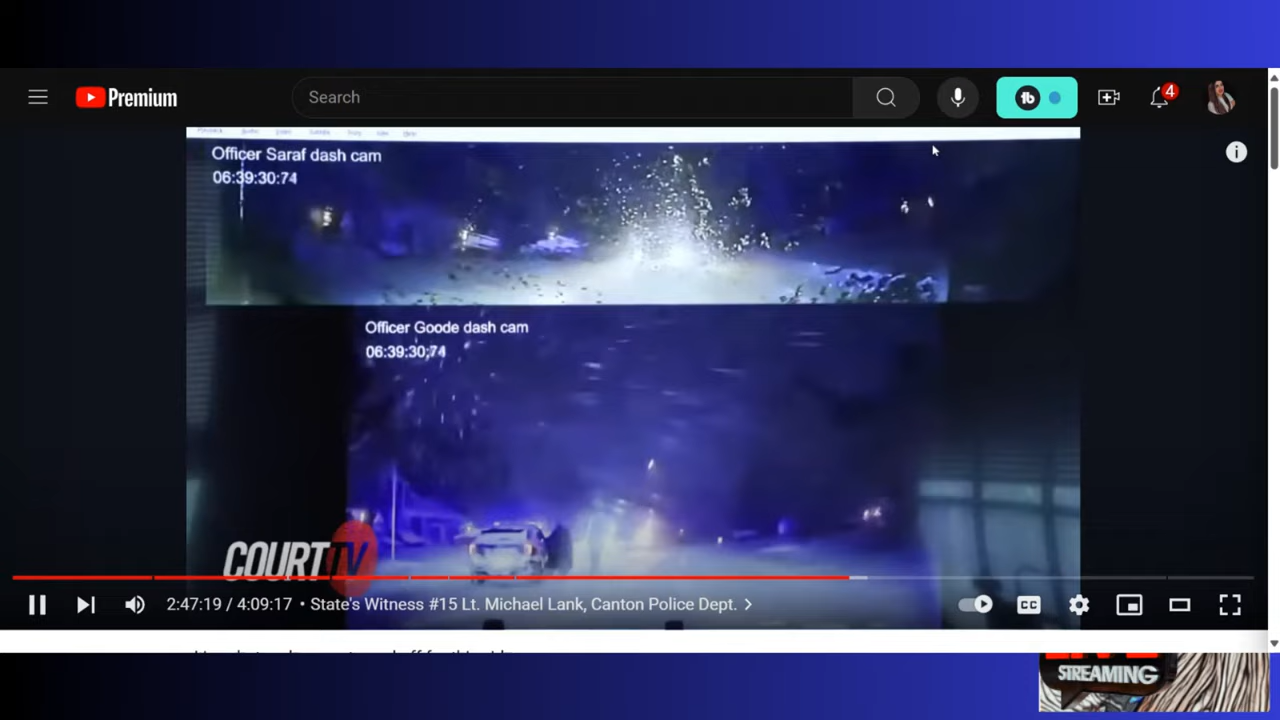 Premium
Search
4
Officer Saraf dash cam
06:39:30:74
Officer Goode dash cam
06:39:30:74
COURT TV
2:47:19 / 4:09:17 • State's Witness #15 Lt. Michael Lank, Canton Police Dept.
CC
STREAMING